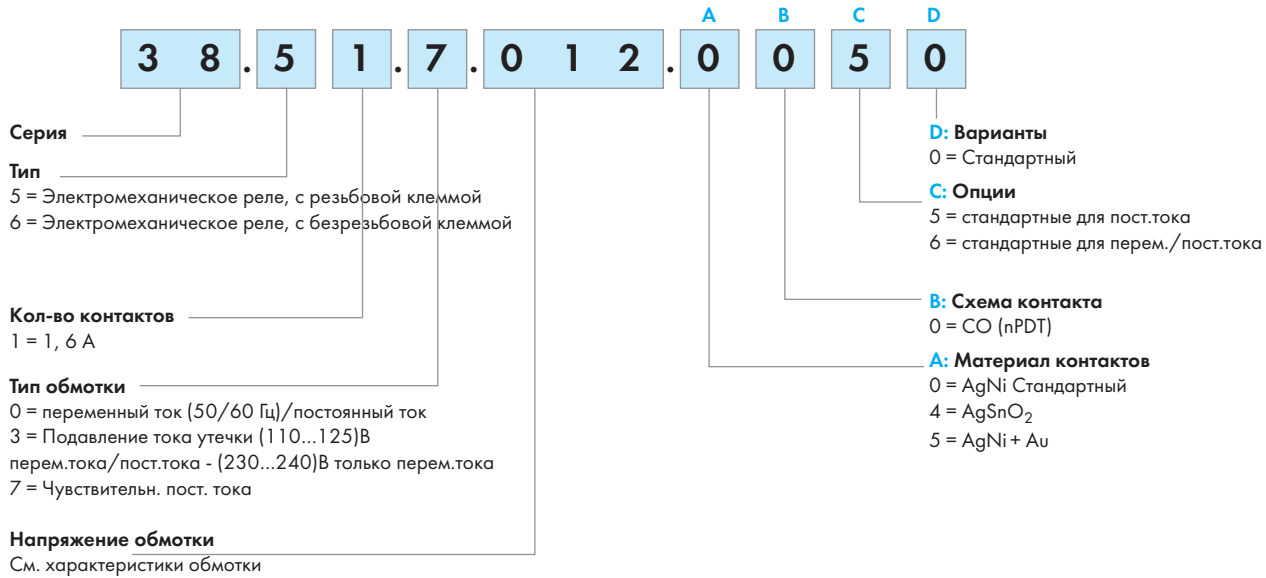 A B C D
3 8 . 5 1 . 7 . 0 1 2 . 0 0 5 0
Серия
Тип
5 = Электромеханическое реле, с резьбовой клеммой
6 = Электромеханическое реле, с безрезьбовой клеммой
Кол-во контактов
1 = 1, 6 А
Тип обмотки
0 = переменный ток (50/60 Гц)/постоянный ток
3 = Подавление тока утечки (110...125)В
перем.тока/пост.тока - (230...240)В только перем.тока
7 = Чувствительн. пост. тока
Напряжение обмотки
См. характеристики обмотки
D: Варианты
0 = Стандартный
C: Опции
5 = стандартные для пост.тока
6 = стандартные для перем./пост.тока
B: Схема контакта
0 = CO (nPDT)
A: Материал контактов
0 = AgNi Стандартный
4 = AgSnO₂
5 = AgNi + Au